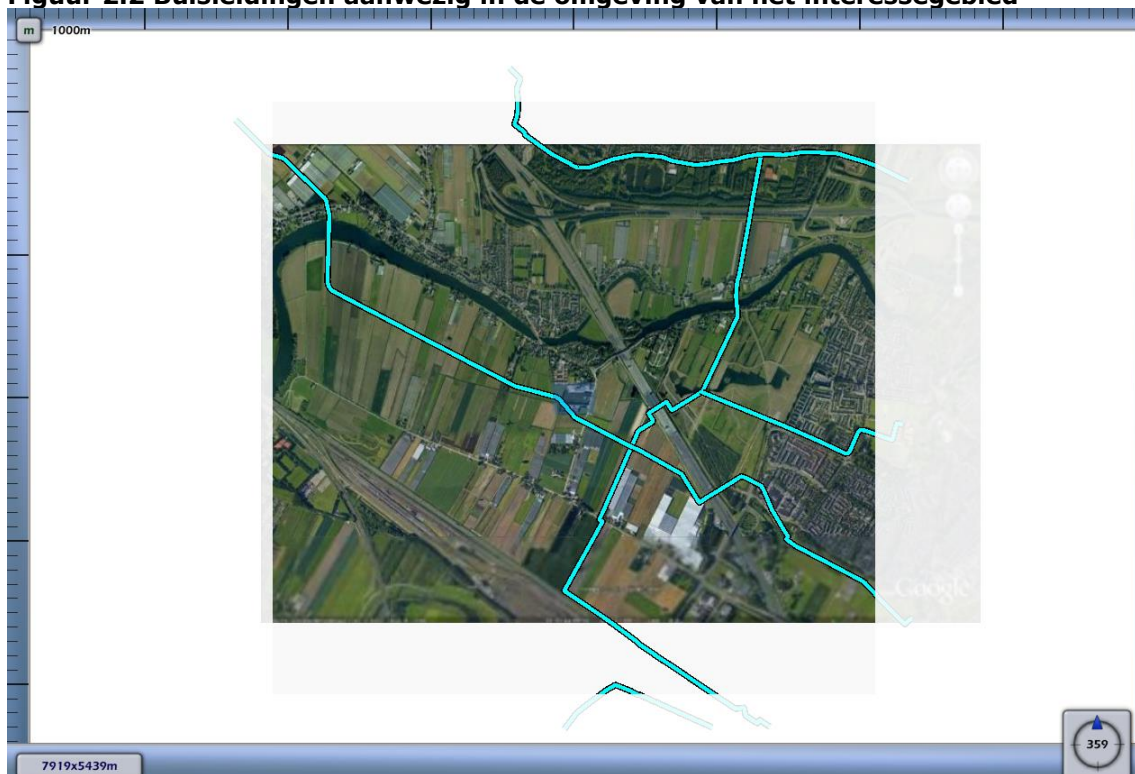 Figuur 2.2 Buisleidingen aanwezig in de omgeving van het interessegebied
m
1000m
Google
359
7919x5439m